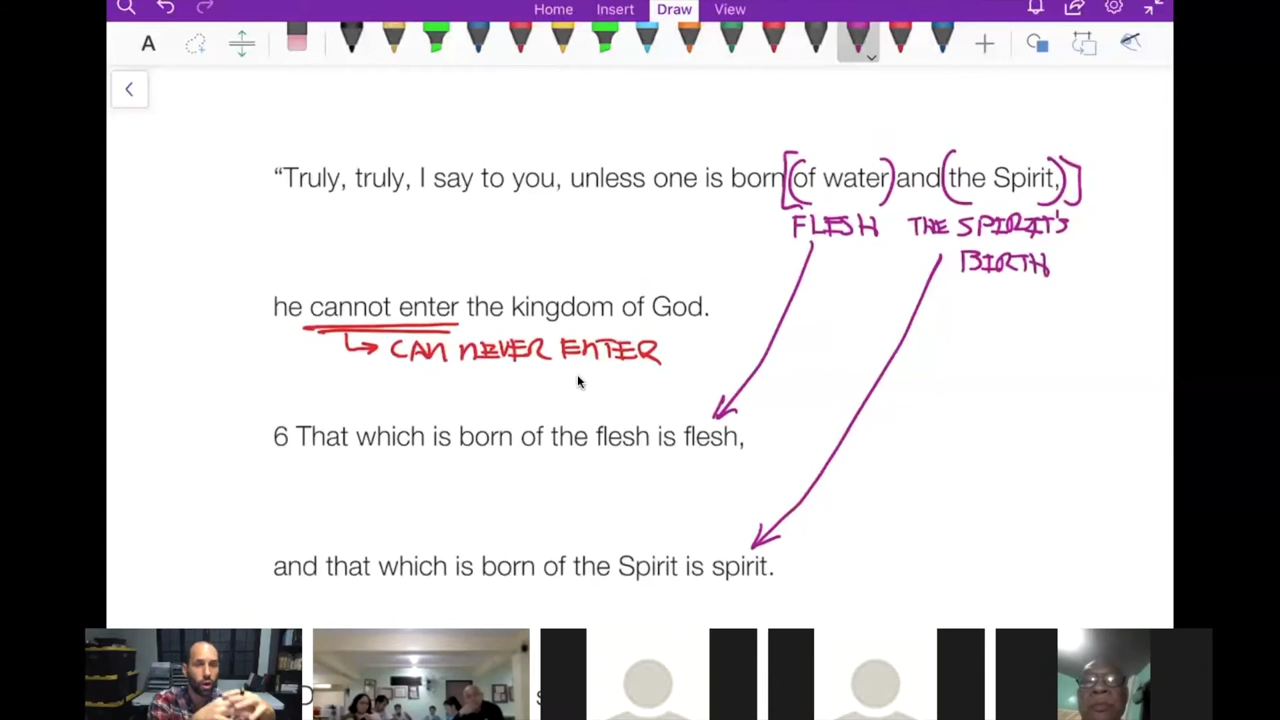 Home Insert Draw View
A
“Truly, truly, I say to you, unless one is born [(of water) and (the Spirit,)]
FLESH THE SPIRIT'S
BIRTH
he cannot enter the kingdom of God.
CAN NEVER ENTER
6 That which is born of the flesh is flesh,
and that which is born of the Spirit is spirit.